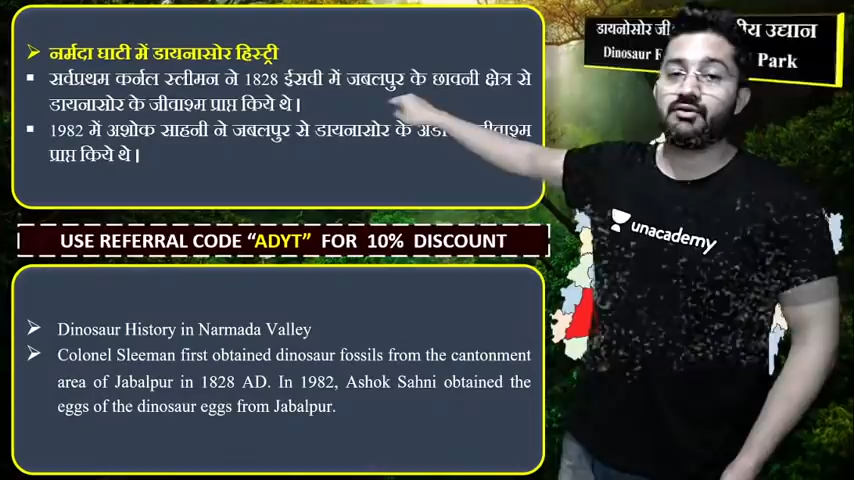 नर्मदा घाटी में डायनासोर हिस्ट्री
सर्वप्रथम कर्नल स्लीमन ने 1828 ईसवी में जबलपुर के छावनी क्षेत्र से
डायनासोर के जीवाश्म प्राप्त किये थे।
1982 में अशोक साहनी ने जबलपुर से डायनासोर के
प्राप्त किये थे।
USE REFERRAL CODE “ADYT” FOR 10% DISCOUNT
Dinosaur History in Narmada Valley
Colonel Sleeman first obtained dinosaur fossils from the cantonment
area of Jabalpur in 1828 AD. In 1982, Ashok Sahni obtained the
eggs of the dinosaur eggs from Jabalpur.
डायनोसोर उद्यान
Dinosaur Park
unacademy